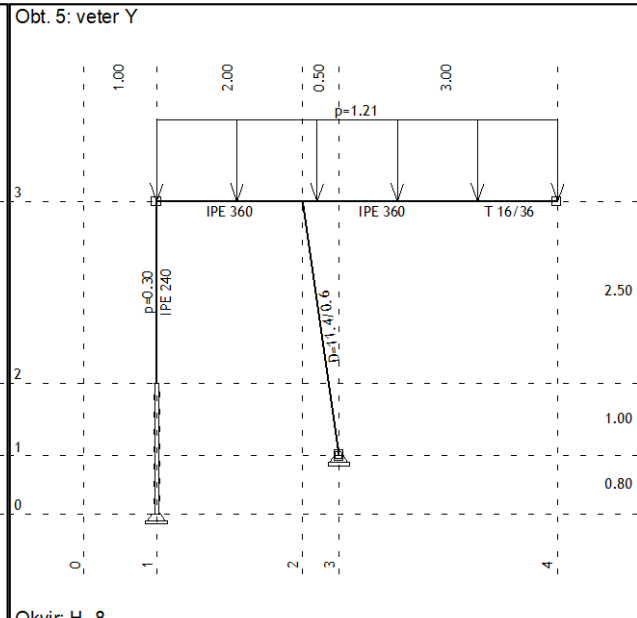 Obt. 5: veter Y
1.00
2.00
0.50
3.00
p=1.21
3
IPE 360
IPE 360
T 16/36
p=0.30
IPE 240
D=11.4/0.6
2.50
2
1.00
1
0.80
0
0
1
2
3
4
Okvir: H_8